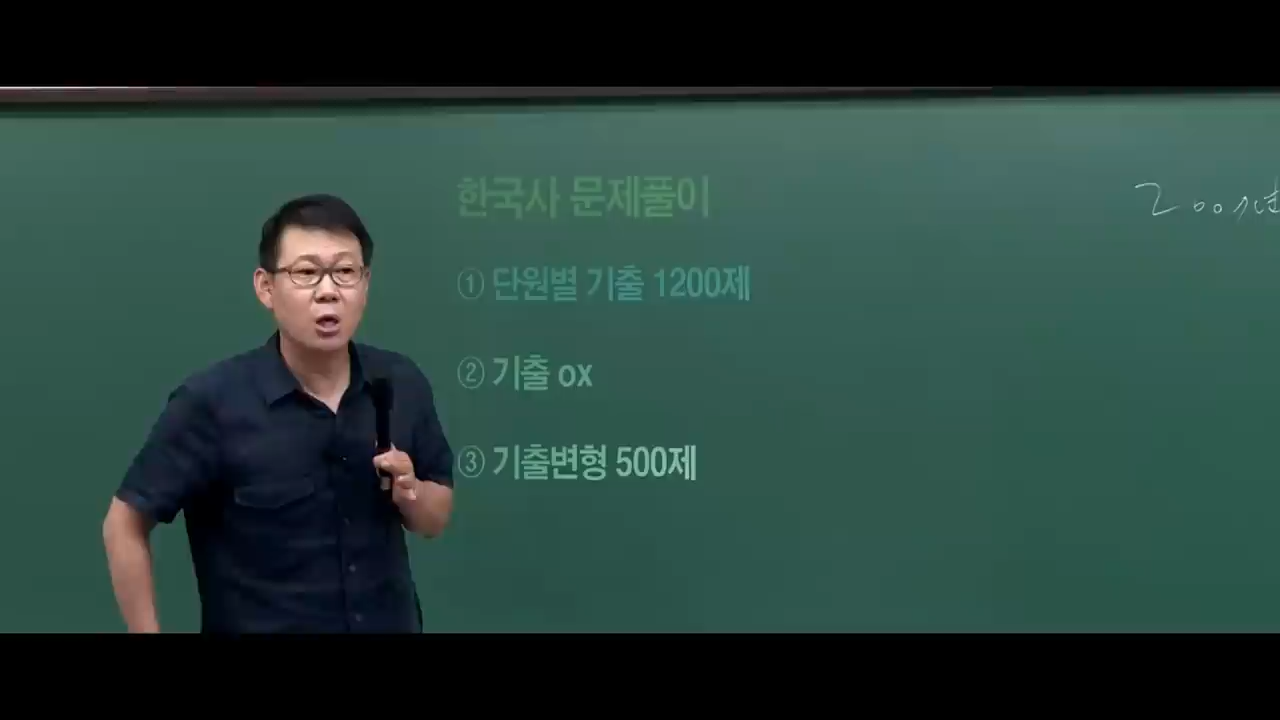 한국사 문제풀이
① 단원별 기출 1200제
② 기출 ox
③ 기출변형 500제